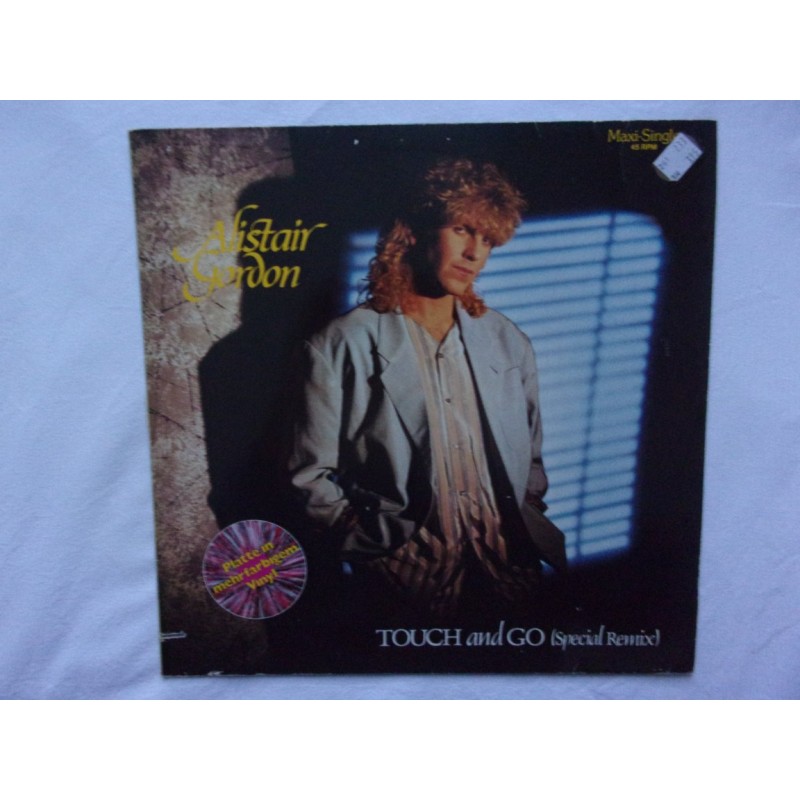 Maxi-Single
45 RPM
Alistair
Gordon
Platte in
mehrfarbigem
Vinyl
TOUCH and GO (Special Remix)